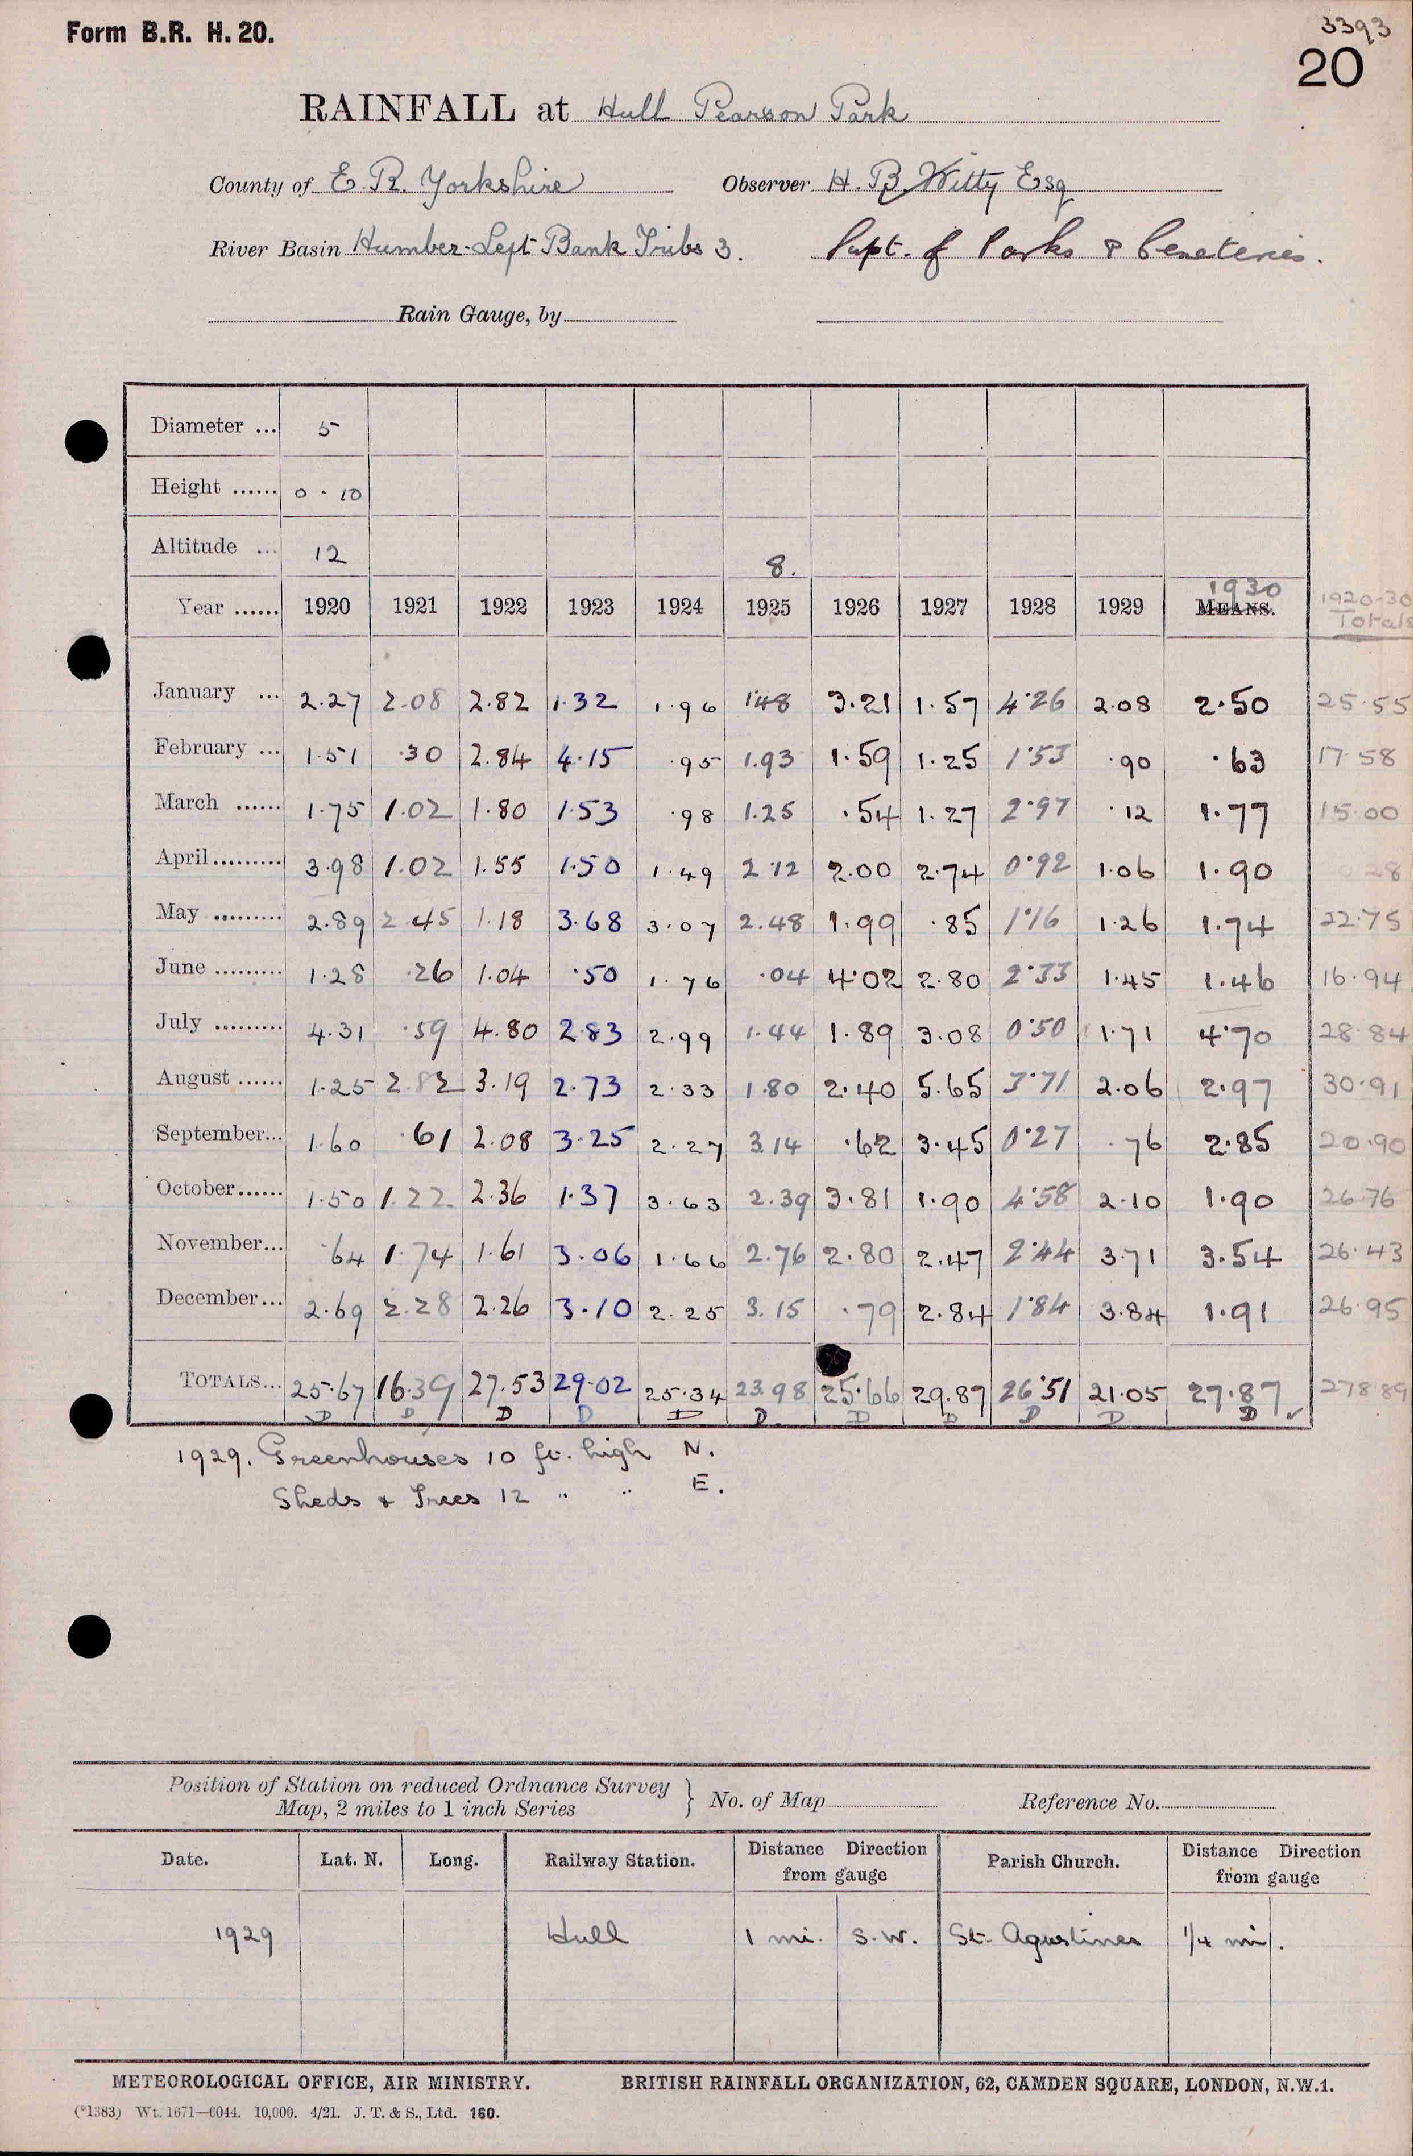 Form B.R. H. 20.
3393
20
RAINFALL at Hull Pearson Park
County of E. R. Yorkshire Observer H. B. Witty Esq
River Basin Humber-Left Bank Tribs 3. Supt. of Parks & Cemeteries.
Rain Gauge, by
Diameter ... 5
Height ...... 0 . 10
Altitude ... 12 8.
Year ...... 1920 1921 1922 1923 1924 1925 1926 1927 1928 1929 MEANS. 1930 1920-30 Totals
January ... 2.27 2.08 2.82 1.32 1.96 1.48 3.21 1.57 4.26 2.08 2.50 25.55
February ... 1.51 .30 2.84 4.15 .95 1.93 1.59 1.25 1.53 .90 .63 17.58
March ...... 1.75 1.02 1.80 1.53 .98 1.25 .54 1.27 2.97 .12 1.77 15.00
April......... 3.98 1.02 1.55 1.50 1.49 2.12 2.00 2.74 0.92 1.06 1.90 28
May ......... 2.89 2.45 1.18 3.68 3.07 2.48 1.99 .85 1.16 1.26 1.74 22.75
June ......... 1.28 .26 1.04 .50 1.76 .04 4.02 2.80 2.33 1.45 1.46 16.94
July ......... 4.31 .59 4.80 2.83 2.99 1.44 1.89 3.08 0.50 1.71 4.70 28.84
August ...... 1.25 2.82 3.19 2.73 2.33 1.80 2.40 5.65 3.71 2.06 2.97 30.91
September... 1.60 .61 2.08 3.25 2.27 3.14 .62 3.45 0.27 .76 2.85 20.90
October...... 1.50 1.22 2.36 1.37 3.63 2.39 3.81 1.90 4.58 2.10 1.90 26.76
November... .64 1.74 1.61 3.06 1.66 2.76 2.80 2.47 2.44 3.71 3.54 26.43
December... 2.69 2.28 2.26 3.10 2.25 3.15 .79 2.84 1.84 3.84 1.91 26.95
TOTALS... 25.67 16.39 27.53 29.02 25.34 23.98 25.66 29.87 26.51 21.05 27.87 278.89
D D D D D D D D D D D ✓
1929. Greenhouses 10 ft. high N.
Sheds & Trees 12 " " E.
Position of Station on reduced Ordnance Survey Map, 2 miles to 1 inch Series } No. of Map Reference No.
Date. Lat. N. Long. Railway Station. Distance Direction from gauge Parish Church. Distance Direction from gauge
1929 Hull 1 mi. S.W. St. Agustines 1/4 mi.
METEOROLOGICAL OFFICE, AIR MINISTRY. BRITISH RAINFALL ORGANIZATION, 62, CAMDEN SQUARE, LONDON, N.W.1.
(*1383) Wt. 1671—6044. 10,000. 4/21. J. T. & S., Ltd. 160.